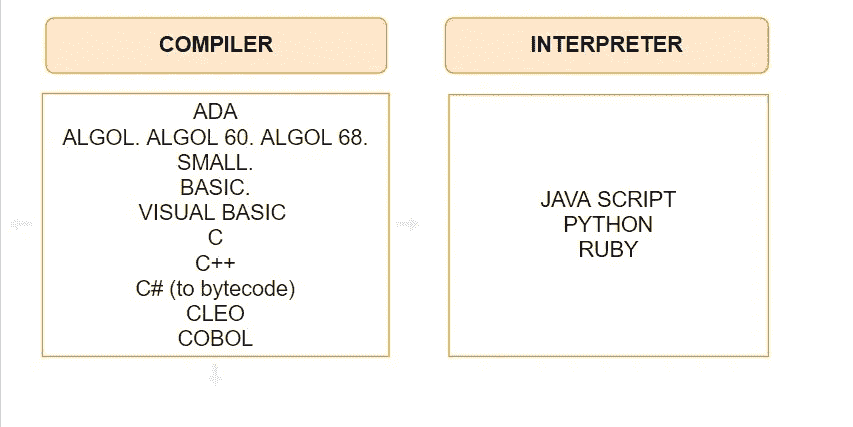 COMPILER
ADA
ALGOL. ALGOL 60. ALGOL 68.
SMALL.
BASIC.
VISUAL BASIC
C
C++
C# (to bytecode)
CLEO
COBOL
INTERPRETER
JAVA SCRIPT
PYTHON
RUBY